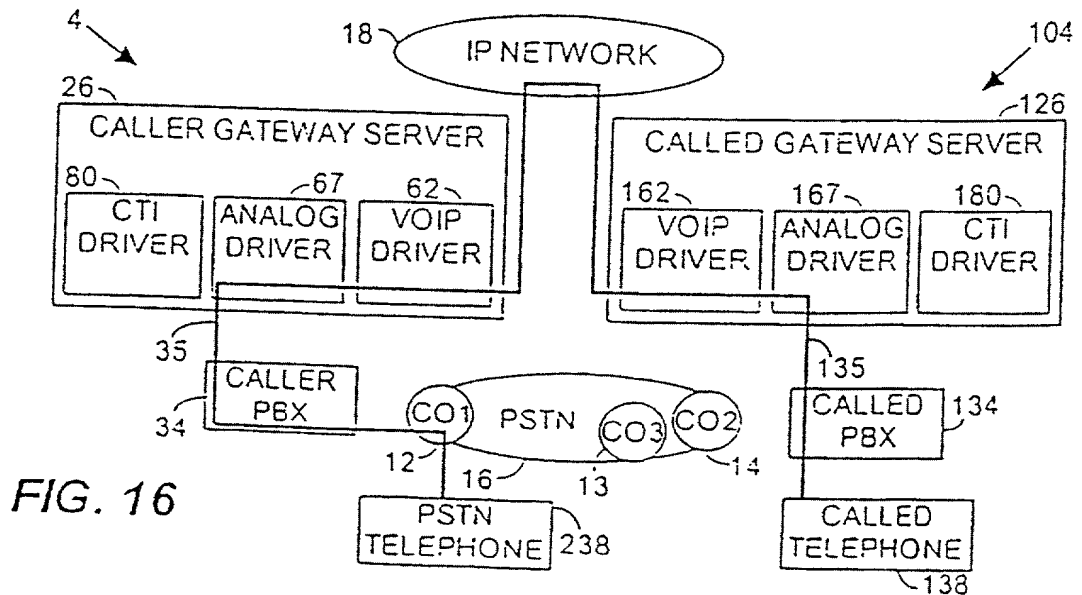 4
18
IP NETWORK
104
26
126
CALLER GATEWAY SERVER
CALLED GATEWAY SERVER
80
67
62
162
167
180
CTI
DRIVER
ANALOG
DRIVER
VOIP
DRIVER
VOIP
DRIVER
ANALOG
DRIVER
CTI
DRIVER
35
135
CALLER
PBX
34
CO1
PSTN
CO3
CO2
CALLED
PBX
134
12
16
13
14
FIG. 16
PSTN
TELEPHONE
238
CALLED
TELEPHONE
138